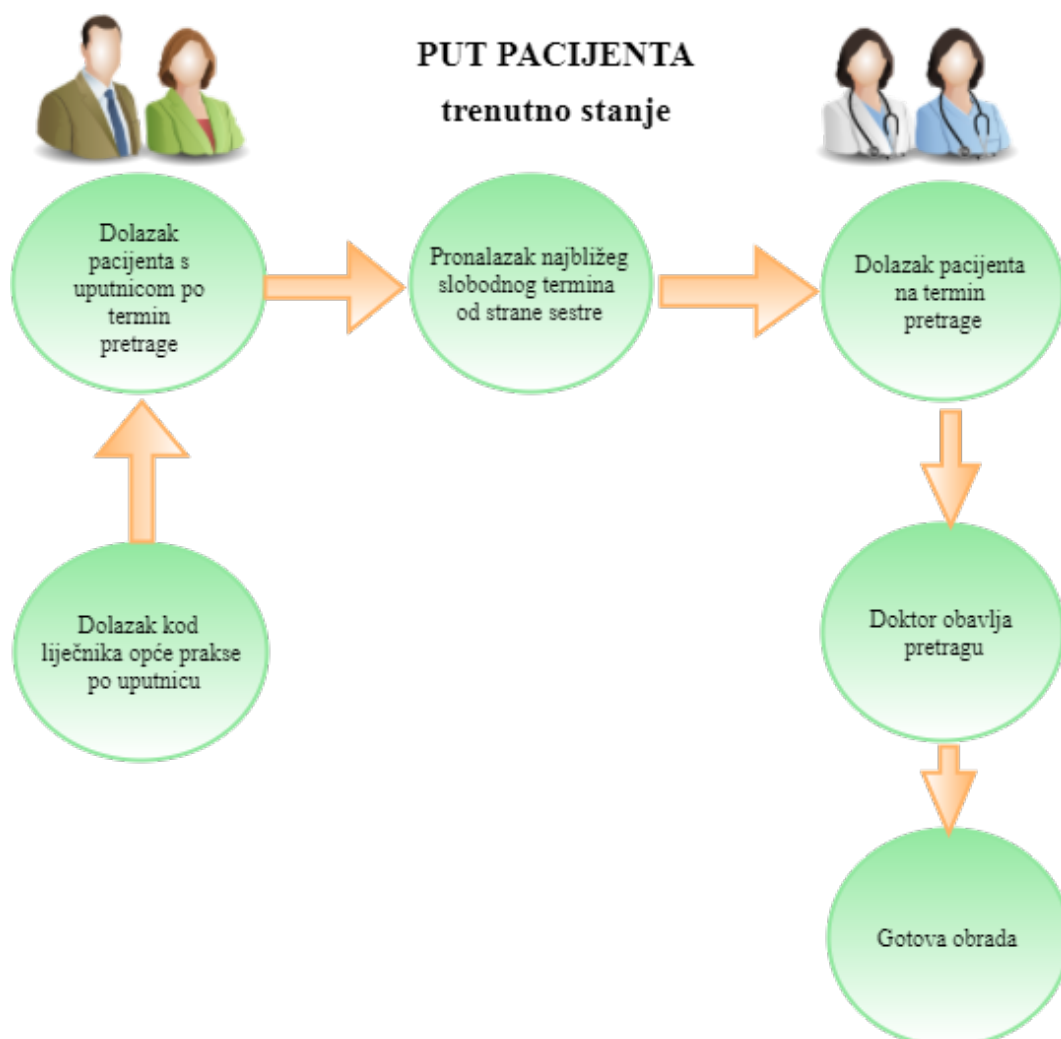 PUT PACIJENTA
trenutno stanje
Dolazak
pacijenta s
uputnicom po
termin
pretrage
Pronalazak najbližeg
slobodnog termina
od strane sestre
Dolazak pacijenta
na termin
pretrage
Dolazak kod
liječnika opće prakse
po uputnicu
Doktor obavlja
pretragu
Gotova obrada